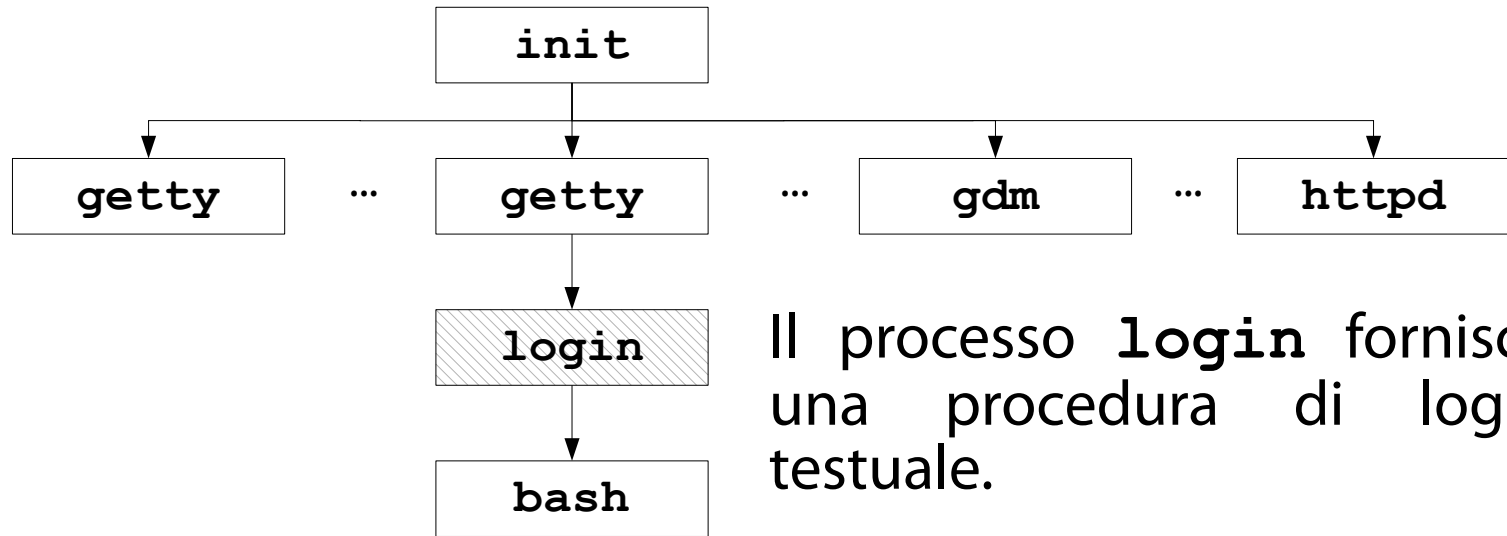 init
getty ... getty ... gdm ... httpd
login
Il processo login fornisc
una procedura di log
testuale.
bash